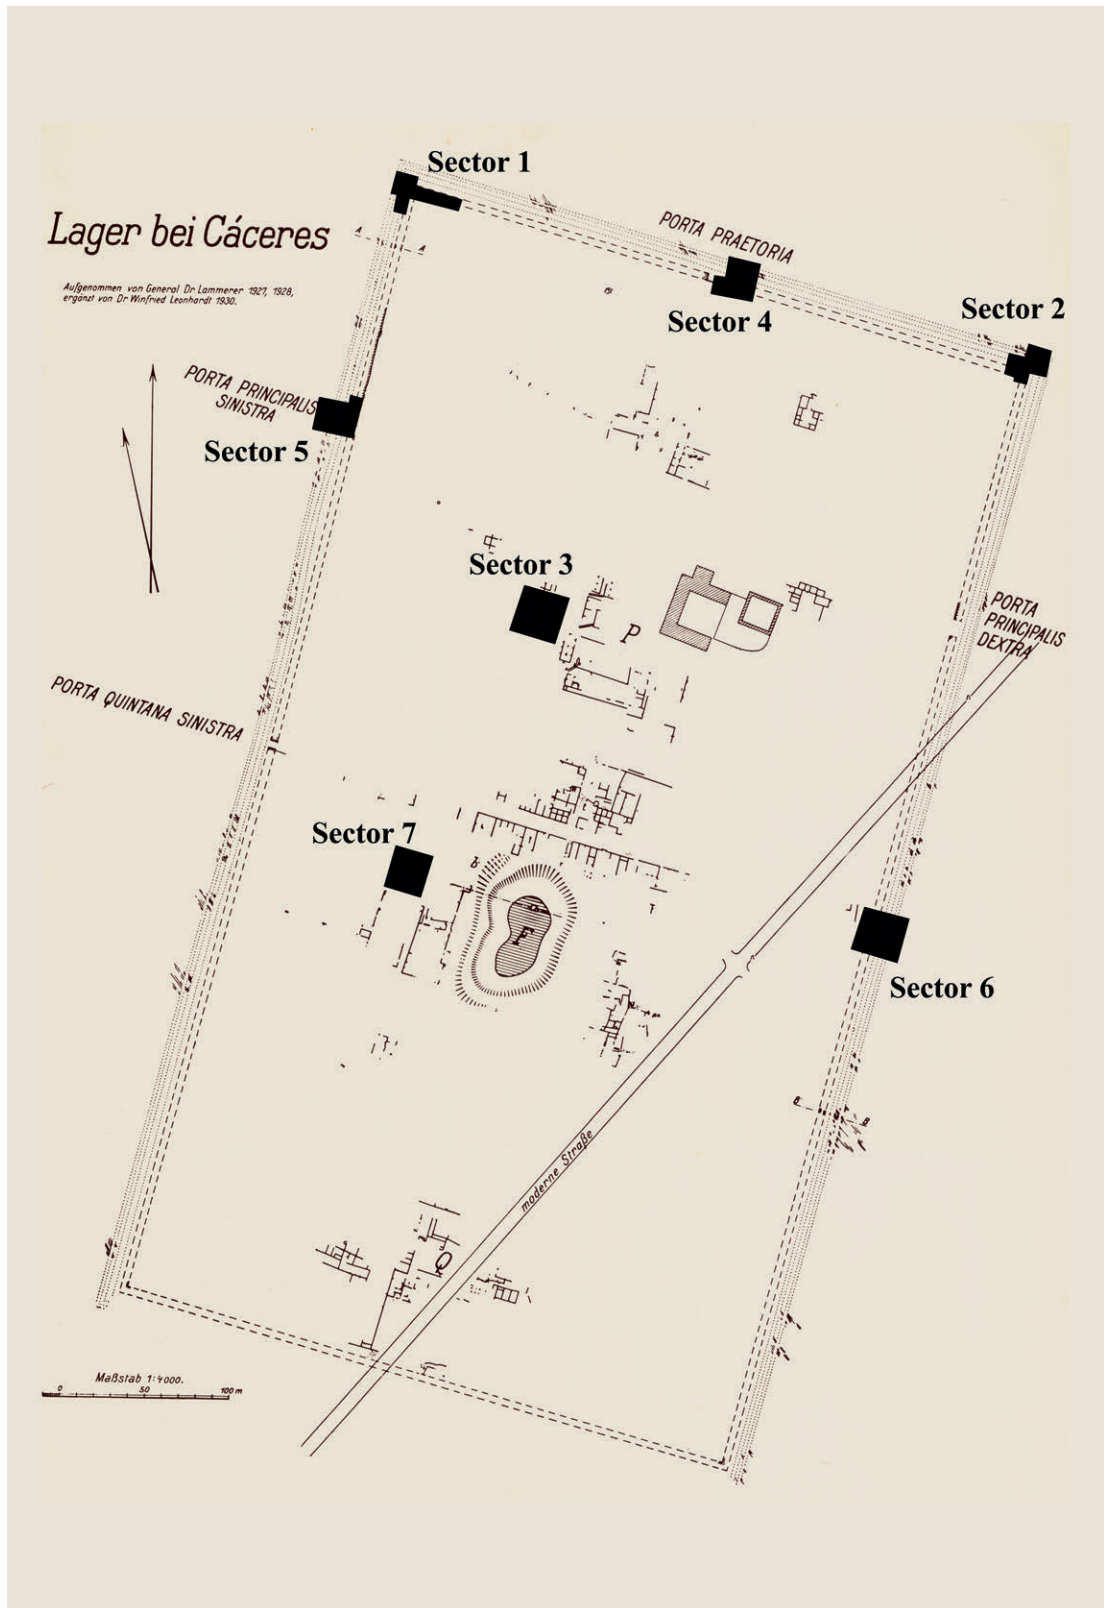 Sector 1
Lager bei Cáceres
Aufgenommen von General Dr Lammerer 1927, 1928,
ergänzt von Dr Winfried Leonhardt 1930.
A
A
PORTA PRAETORIA
Sector 4
Sector 2
PORTA PRINCIPALIS
SINISTRA
Sector 5
Sector 3
P
PORTA
PRINCIPALIS
DEXTRA
PORTA QUINTANA SINISTRA
Sector 7
b
F
Sector 6
B
B
moderne Straße
Q
Maßstab 1:4000.
0 50 100 m